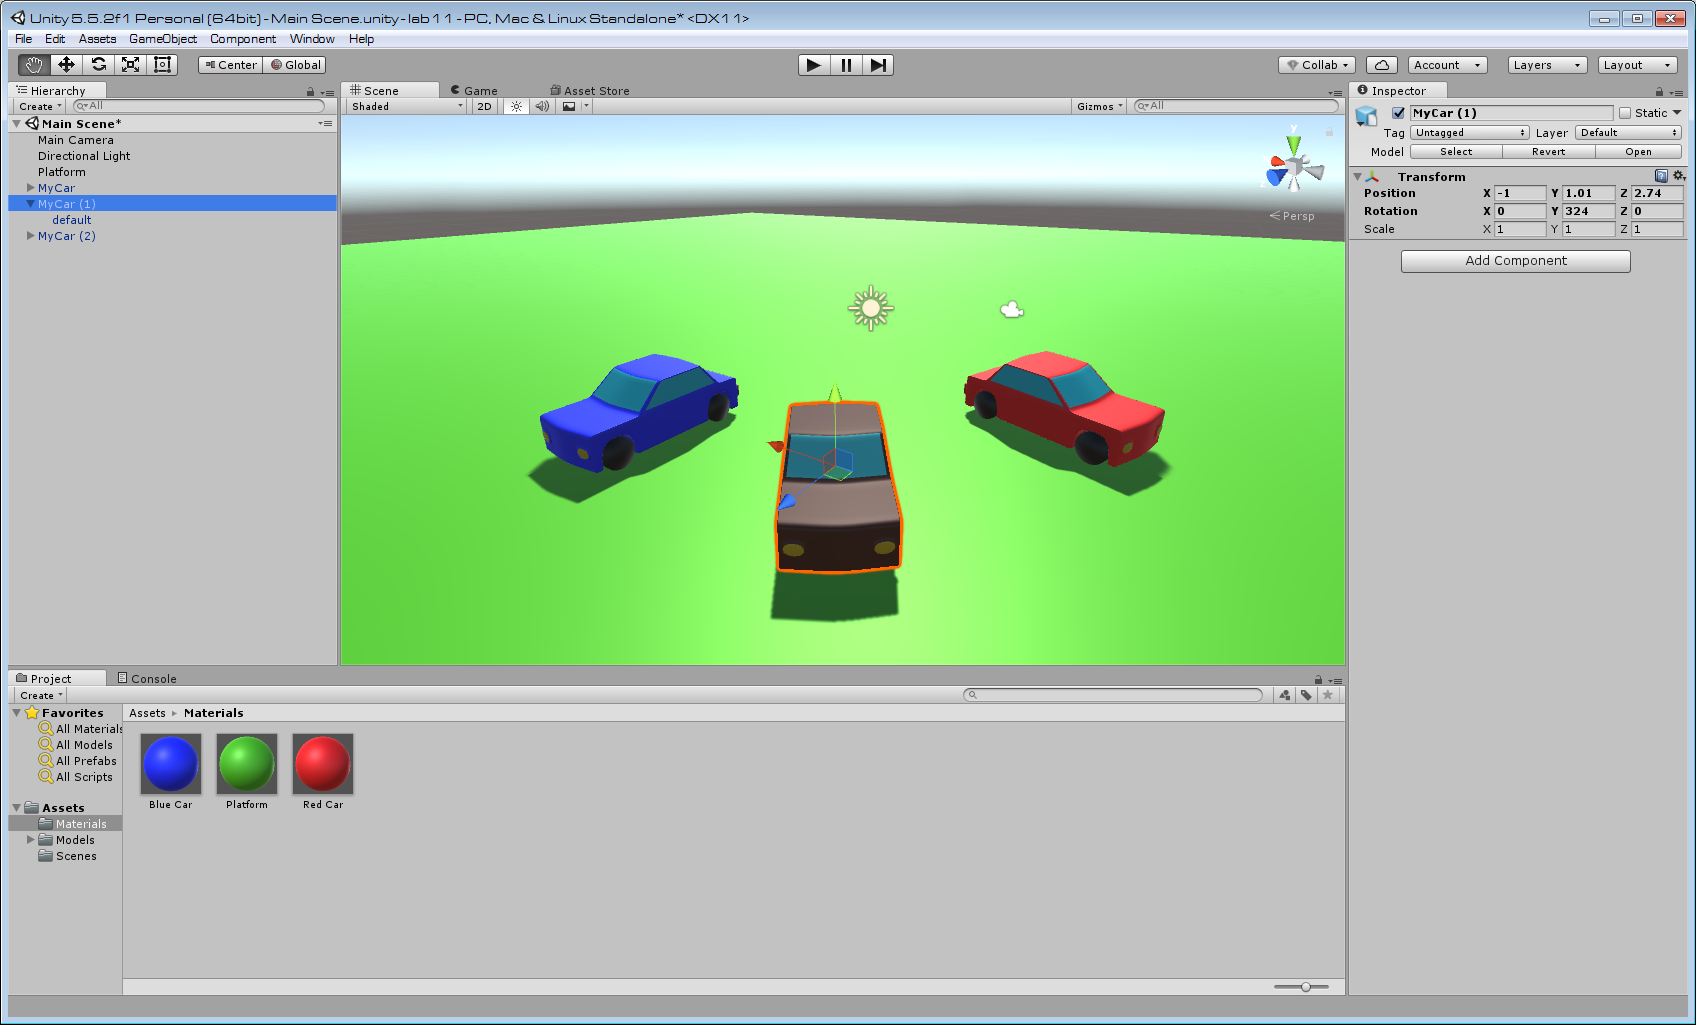 Unity 5.5.2f1 Personal (64bit) - Main Scene.unity - lab11 - PC, Mac & Linux Standalone* <DX11>
File Edit Assets GameObject Component Window Help
Center Global Collab Account Layers Layout
Hierarchy
Create All
Main Scene*
Main Camera
Directional Light
Platform
MyCar
MyCar (1)
default
MyCar (2)
Scene Game Asset Store
Shaded 2D Gizmos All
y
z
Persp
Inspector
MyCar (1) Static
Tag Untagged Layer Default
Model Select Revert Open
Transform
Position X -1 Y 1.01 Z 2.74
Rotation X 0 Y 324 Z 0
Scale X 1 Y 1 Z 1
Add Component
Project Console
Create
Favorites
All Materials
All Models
All Prefabs
All Scripts
Assets
Materials
Models
Scenes
Assets ▸ Materials
Blue Car Platform Red Car